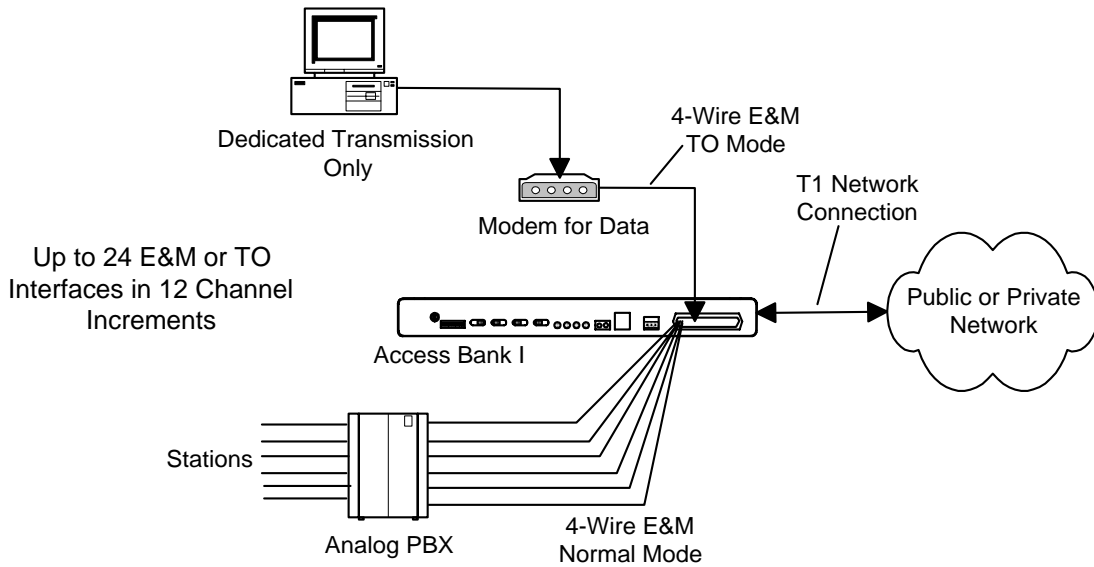 Dedicated Transmission
Only
4-Wire E&M
TO Mode
Modem for Data
T1 Network
Connection
Up to 24 E&M or TO
Interfaces in 12 Channel
Increments
Public or Private
Network
Access Bank I
Stations
Analog PBX
4-Wire E&M
Normal Mode